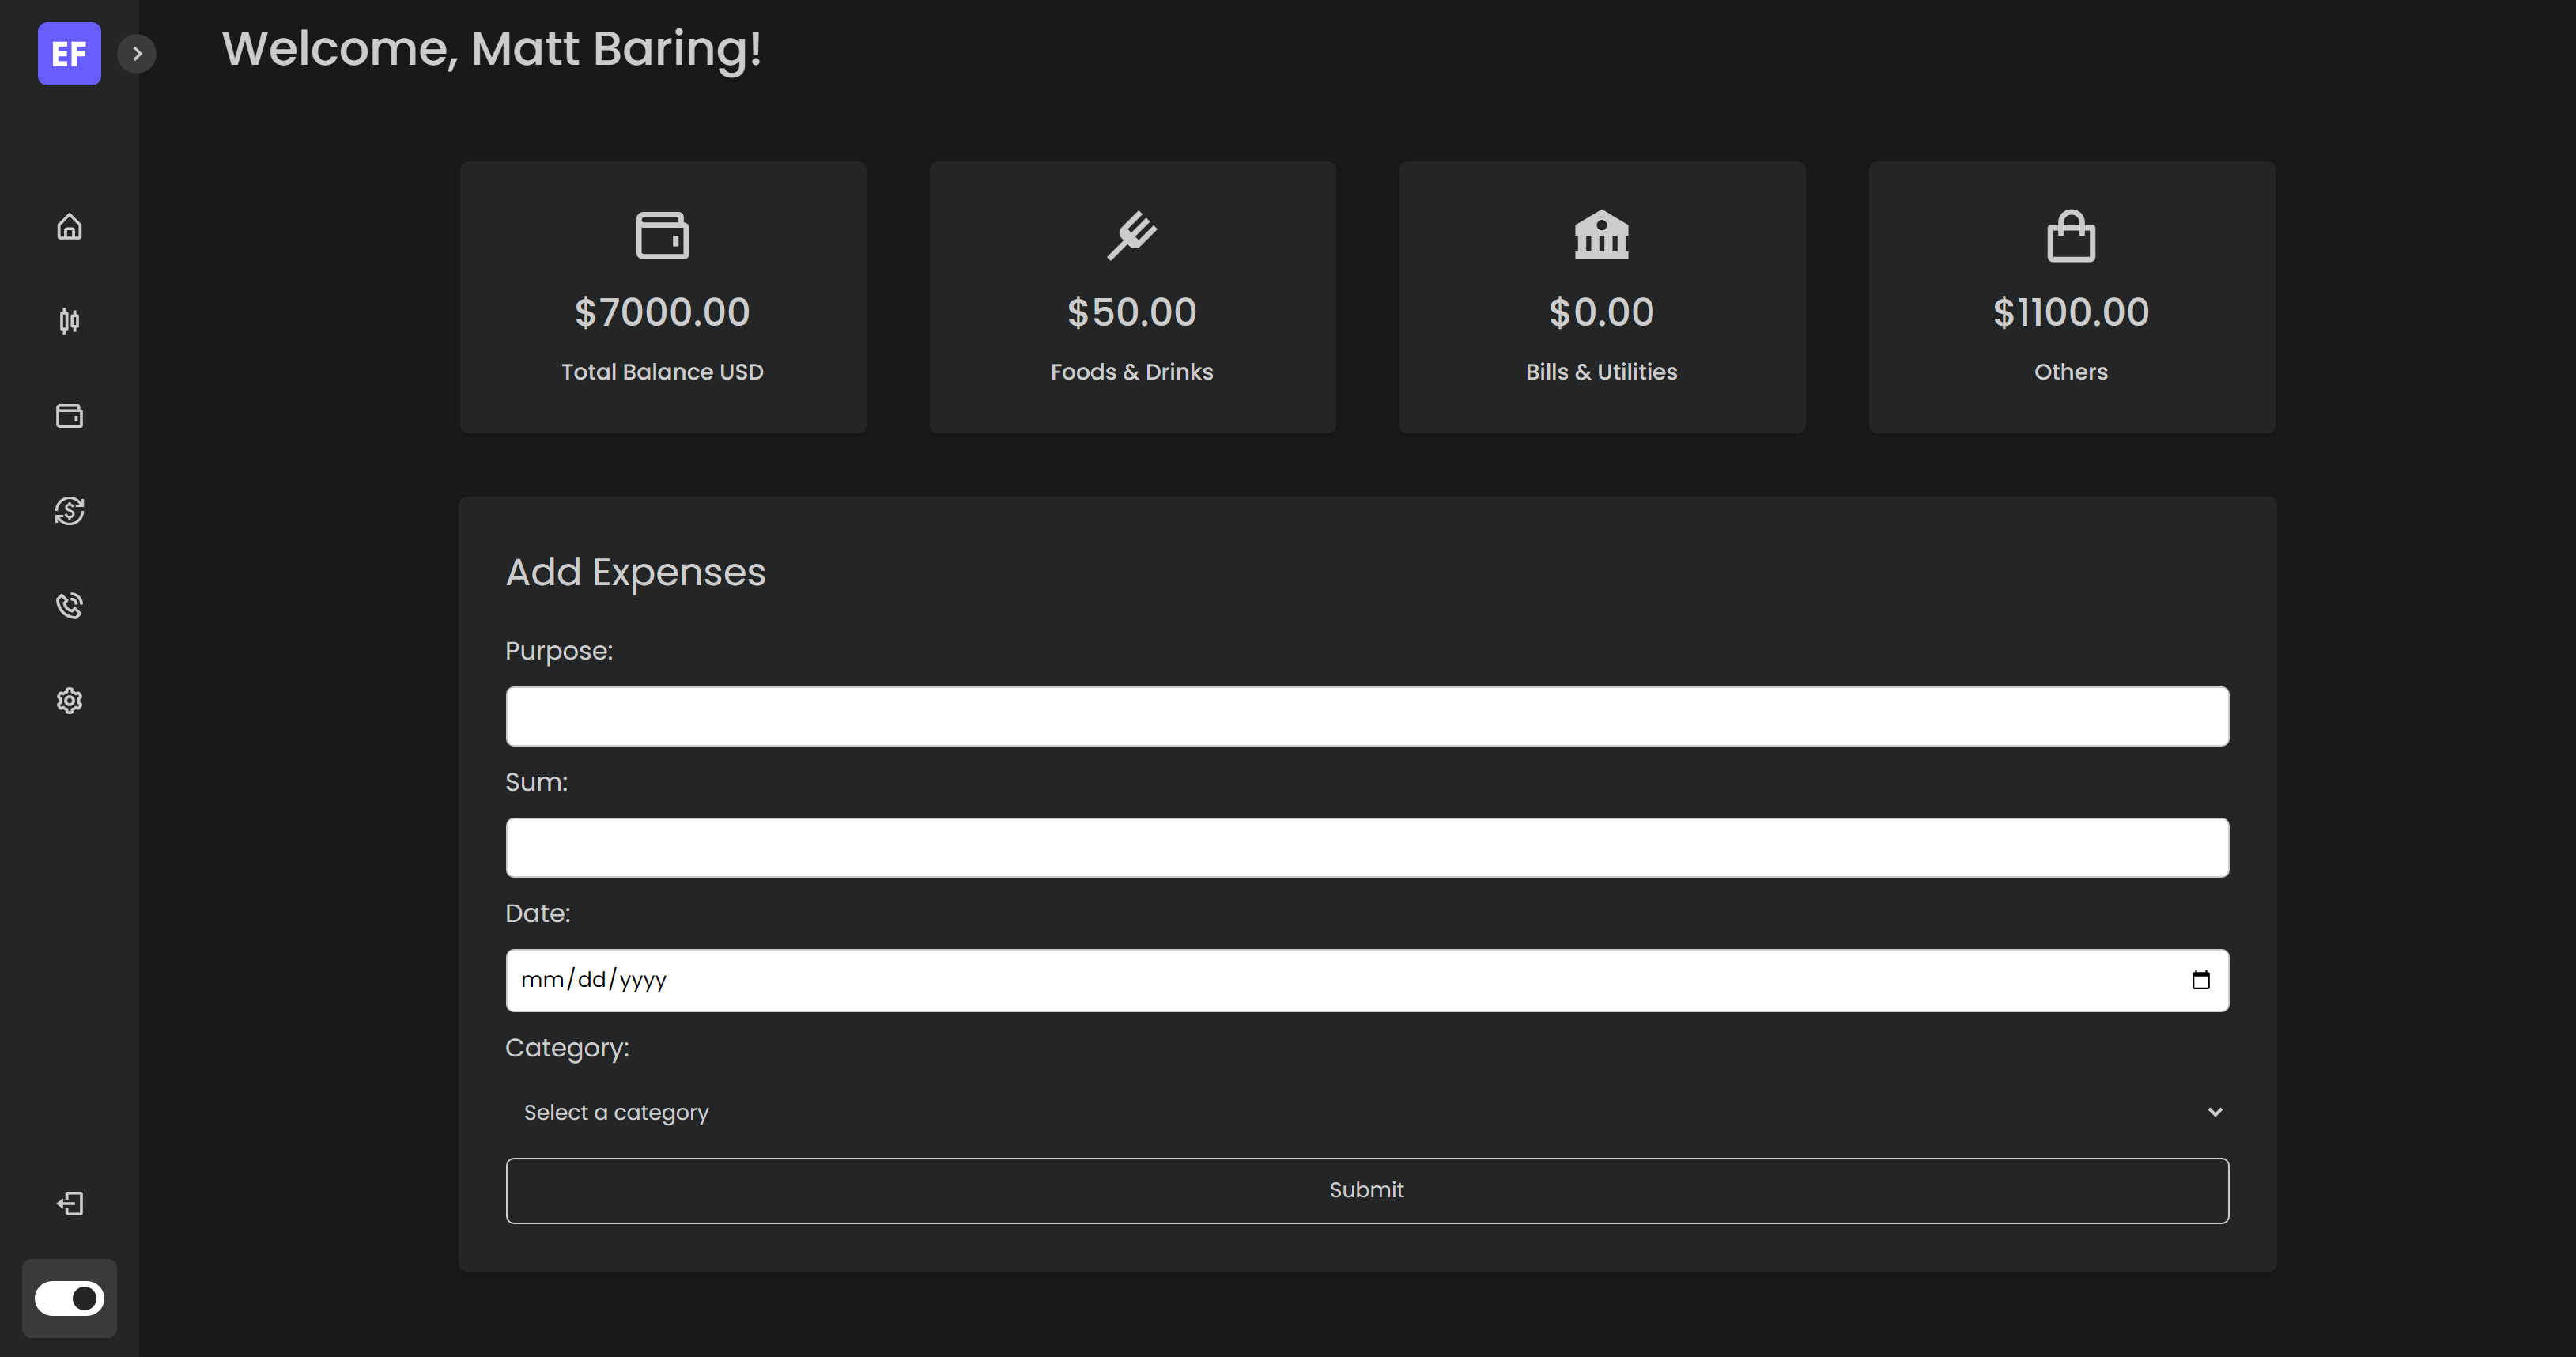 EF
Welcome, Matt Baring!
$7000.00
Total Balance USD
$50.00
Foods & Drinks
$0.00
Bills & Utilities
$1100.00
Others
Add Expenses
Purpose:
Sum:
Date:
mm/dd/yyyy
Category:
Select a category
Submit